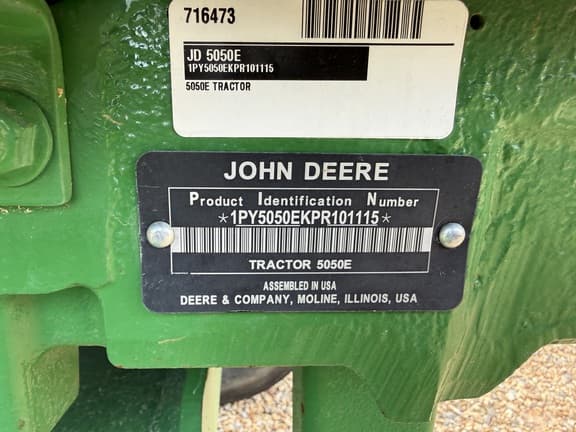 716473
JD 5050E
1PY5050EKPR101115
5050E TRACTOR
JOHN DEERE
Product Identification Number
*1PY5050EKPR101115*
TRACTOR 5050E
ASSEMBLED IN USA
DEERE & COMPANY, MOLINE, ILLINOIS, USA